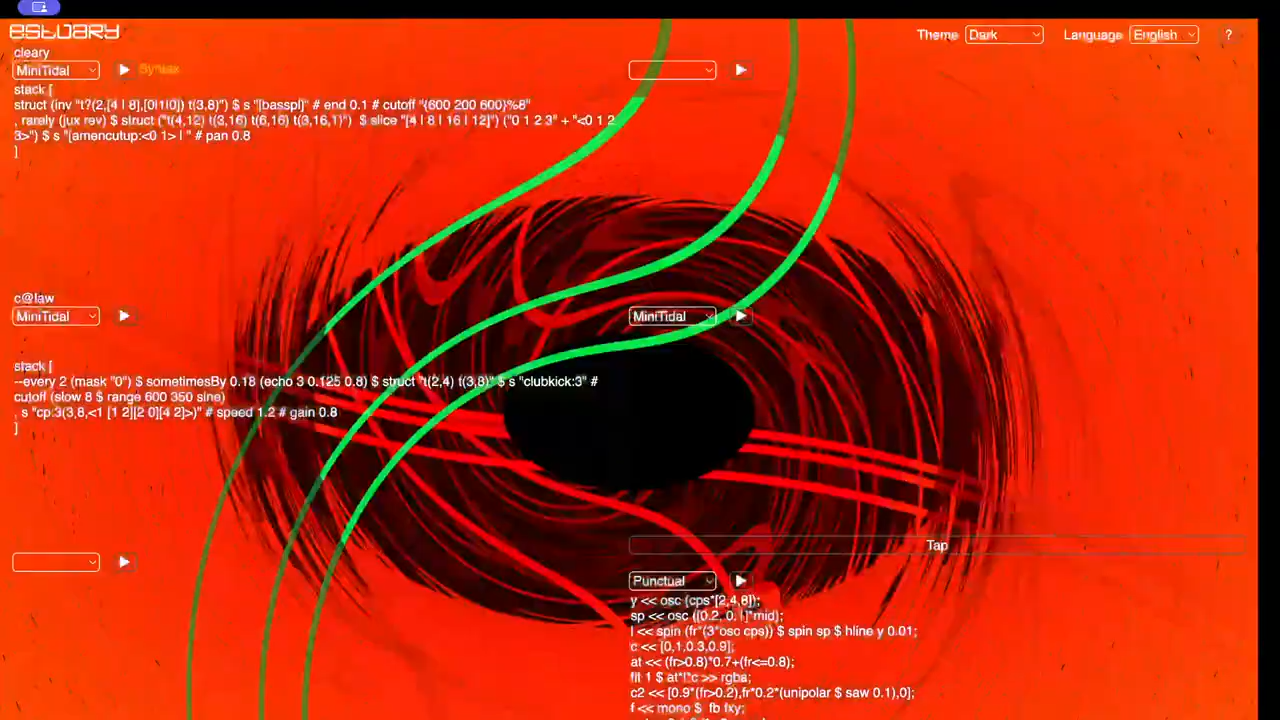 estuary
Theme Dark Language English ?
cleary
MiniTidal Syntax
stack [
struct (inv "t?(2,[4 | 8],[0|1|0]) t(3,8)") $ s "[bassp|]" # end 0.1 # cutoff "{600 200 600}%8"
, rarely (jux rev) $ struct ("t(4,12) t(3,16) t(6,16) t(3,16,1)") $ slice "[4 | 8 | 16 | 12]") ("0 1 2 3" + "<0 1 2
3>") $ s "[amencutup:<0 1> | " # pan 0.8
]
c@law
MiniTidal
MiniTidal
stack [
--every 2 (mask "0") $ sometimesBy 0.18 (echo 3 0.125 0.8) $ struct "t(2,4) t(3,8)" $ s "clubkick:3" #
cutoff (slow 8 $ range 600 350 sine)
, s "cp:3(3,8,<1 [1 2][2 0][4 2]>)" # speed 1.2 # gain 0.8
]
Tap
Punctual
y << osc (cps*[2,4,8]);
sp << osc ([0.2, 0.1]*mid);
l << spin (fr*(3*osc cps)) $ spin sp $ hline y 0.01;
c << [0,1,0.3,0.9];
at << (fr>0.8)*0.7+(fr<=0.8);
fit 1 $ at*l*c >> rgba;
c2 << [0.9*(fr>0.2),fr*0.2*(unipolar $ saw 0.1),0];
f << mono $ fb fxy;